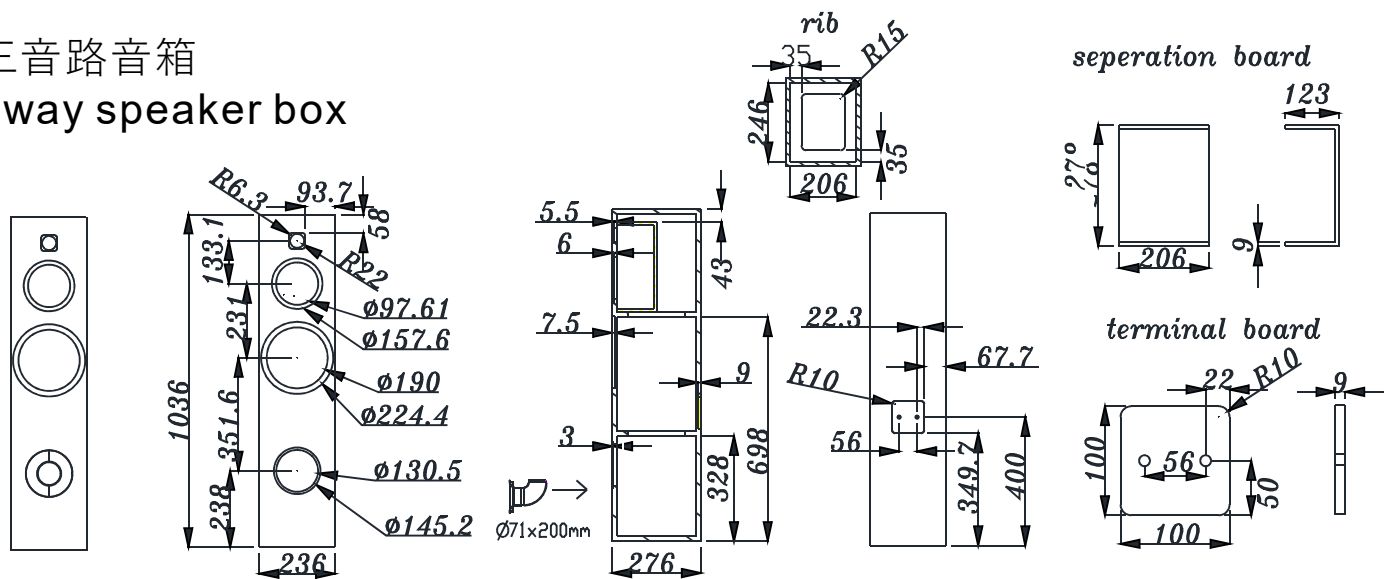 三音路音箱
way speaker box
rib
35
R15
246
35
206
seperation board
123
206
9
R6.3
93.7
58
133.1
R22
231
ø97.61
ø157.6
ø190
ø224.4
1036
351.6
ø130.5
238
ø145.2
236
5.5
6
43
7.5
9
3
698
328
Ø71x200mm
276
22.3
67.7
R10
56
349.7
400
terminal board
22
R10
9
100
56
50
100